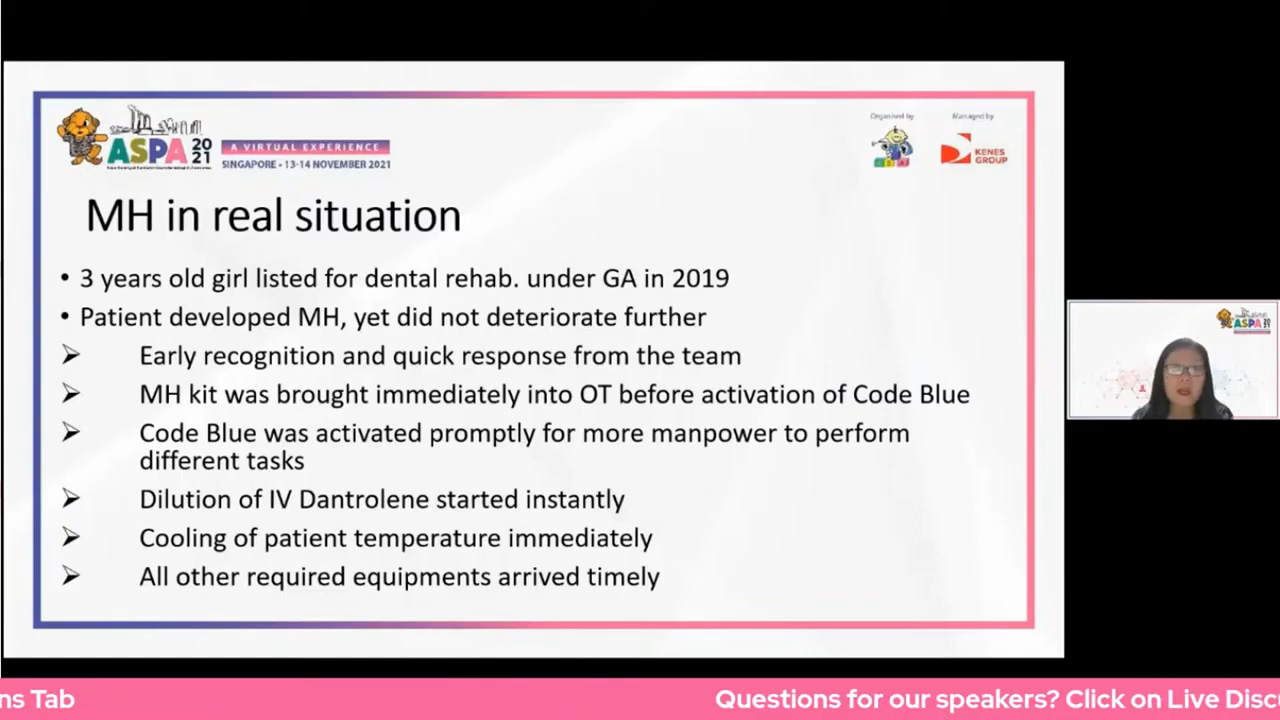 ASPA 2021
A VIRTUAL EXPERIENCE
SINGAPORE • 13-14 NOVEMBER 2021
Organised by
Managed by
KENES
GROUP
MH in real situation
• 3 years old girl listed for dental rehab. under GA in 2019
• Patient developed MH, yet did not deteriorate further
➢ Early recognition and quick response from the team
➢ MH kit was brought immediately into OT before activation of Code Blue
➢ Code Blue was activated promptly for more manpower to perform
different tasks
➢ Dilution of IV Dantrolene started instantly
➢ Cooling of patient temperature immediately
➢ All other required equipments arrived timely
ASPA
ns Tab
Questions for our speakers? Click on Live Disc